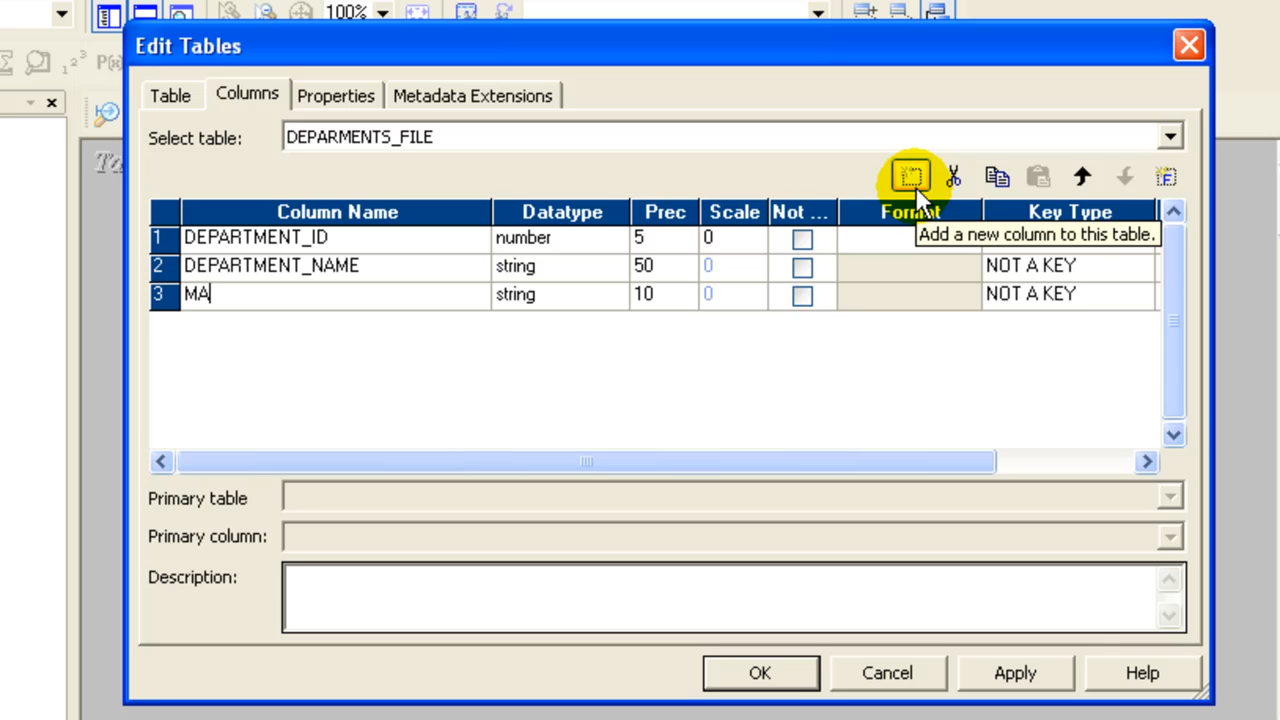 100%
Edit Tables
Table Columns Properties Metadata Extensions
Select table: DEPARMENTS_FILE
Column Name Datatype Prec Scale Not ... Format Key Type
Add a new column to this table.
1 DEPARTMENT_ID number 5 0
2 DEPARTMENT_NAME string 50 0 NOT A KEY
3 MA string 10 0 NOT A KEY
Primary table
Primary column:
Description:
OK Cancel Apply Help